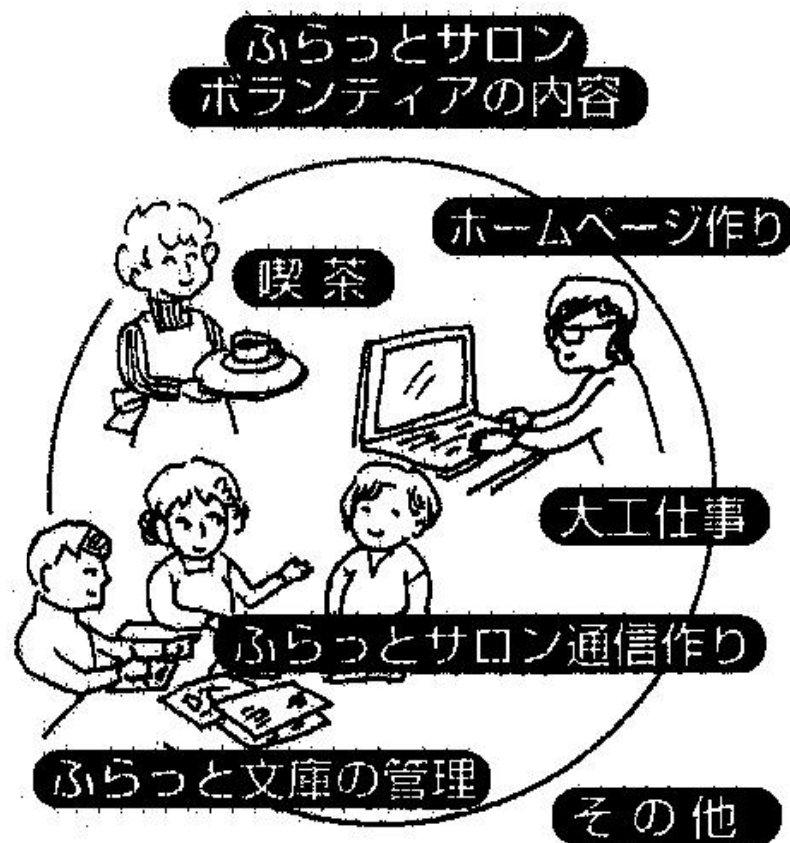 ふらっとサロン
ボランティアの内容
ホームページ作り
喫茶
大工仕事
ふらっとサロン通信作り
ふらっと文庫の管理
その他